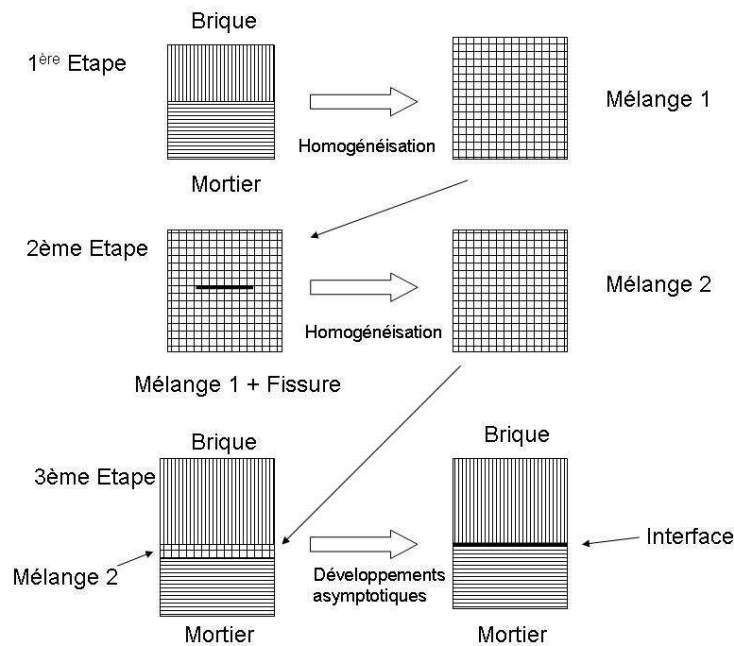 Brique
1ère Etape
Mélange 1
Homogénéisation
Mortier
2ème Etape
Mélange 2
Homogénéisation
Mélange 1 + Fissure
Brique
Brique
3ème Etape
Interface
Mélange 2
Développements
asymptotiques
Mortier
Mortier